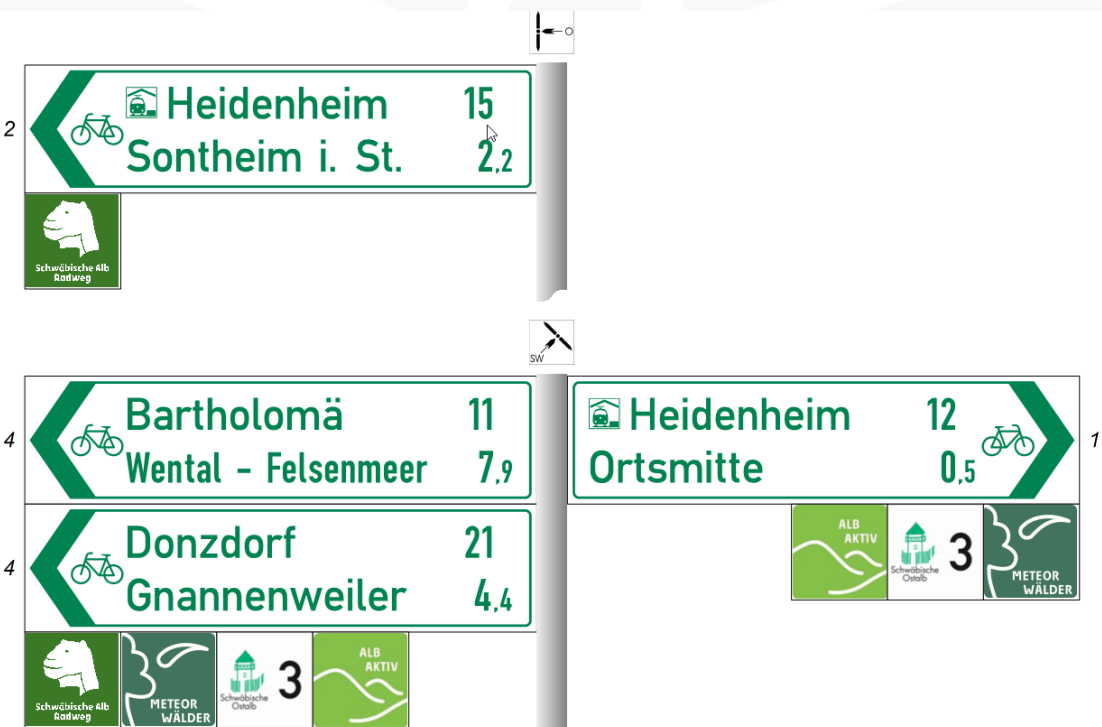 O
2
Heidenheim 15
Sontheim i. St. 2,2
Schwäbische Alb
Radweg
SW
4
Bartholomä 11
Wental - Felsenmeer 7,9
Heidenheim 12
Ortsmitte 0,5
1
4
Donzdorf 21
Gnannenweiler 4,4
ALB
AKTIV
Schwäbische
Ostalb
3
METEOR
WÄLDER
Schwäbische Alb
Radweg
METEOR
WÄLDER
Schwäbische
Ostalb
3
ALB
AKTIV